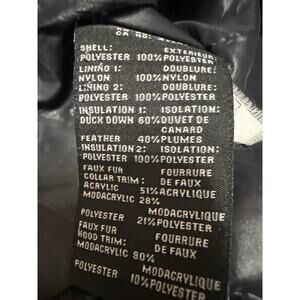 SHELL: EXTERIEUR:
POLYESTER 100% POLYESTER
LINING 1: DOUBLURE:
NYLON 100% NYLON
LINING 2: DOUBLURE:
POLYESTER 100% POLYESTER
INSULATION 1: ISOLATION:
DUCK DOWN 60% DUVET DE
CANARD
FEATHER 40% PLUMES
INSULATION 2: ISOLATION:
POLYESTER 100% POLYESTER
FAUX FUR FOURRURE
COLLAR TRIM: DE FAUX
ACRYLIC 51% ACRYLIQUE
MODACRYLIC 28%
MODACRYLIQUE
POLYESTER 21% POLYESTER
FAUX FUR FOURRURE
HOOD TRIM: DE FAUX
MODACRYLIC 90%
MODACRYLIQUE
POLYESTER 10% POLYESTER